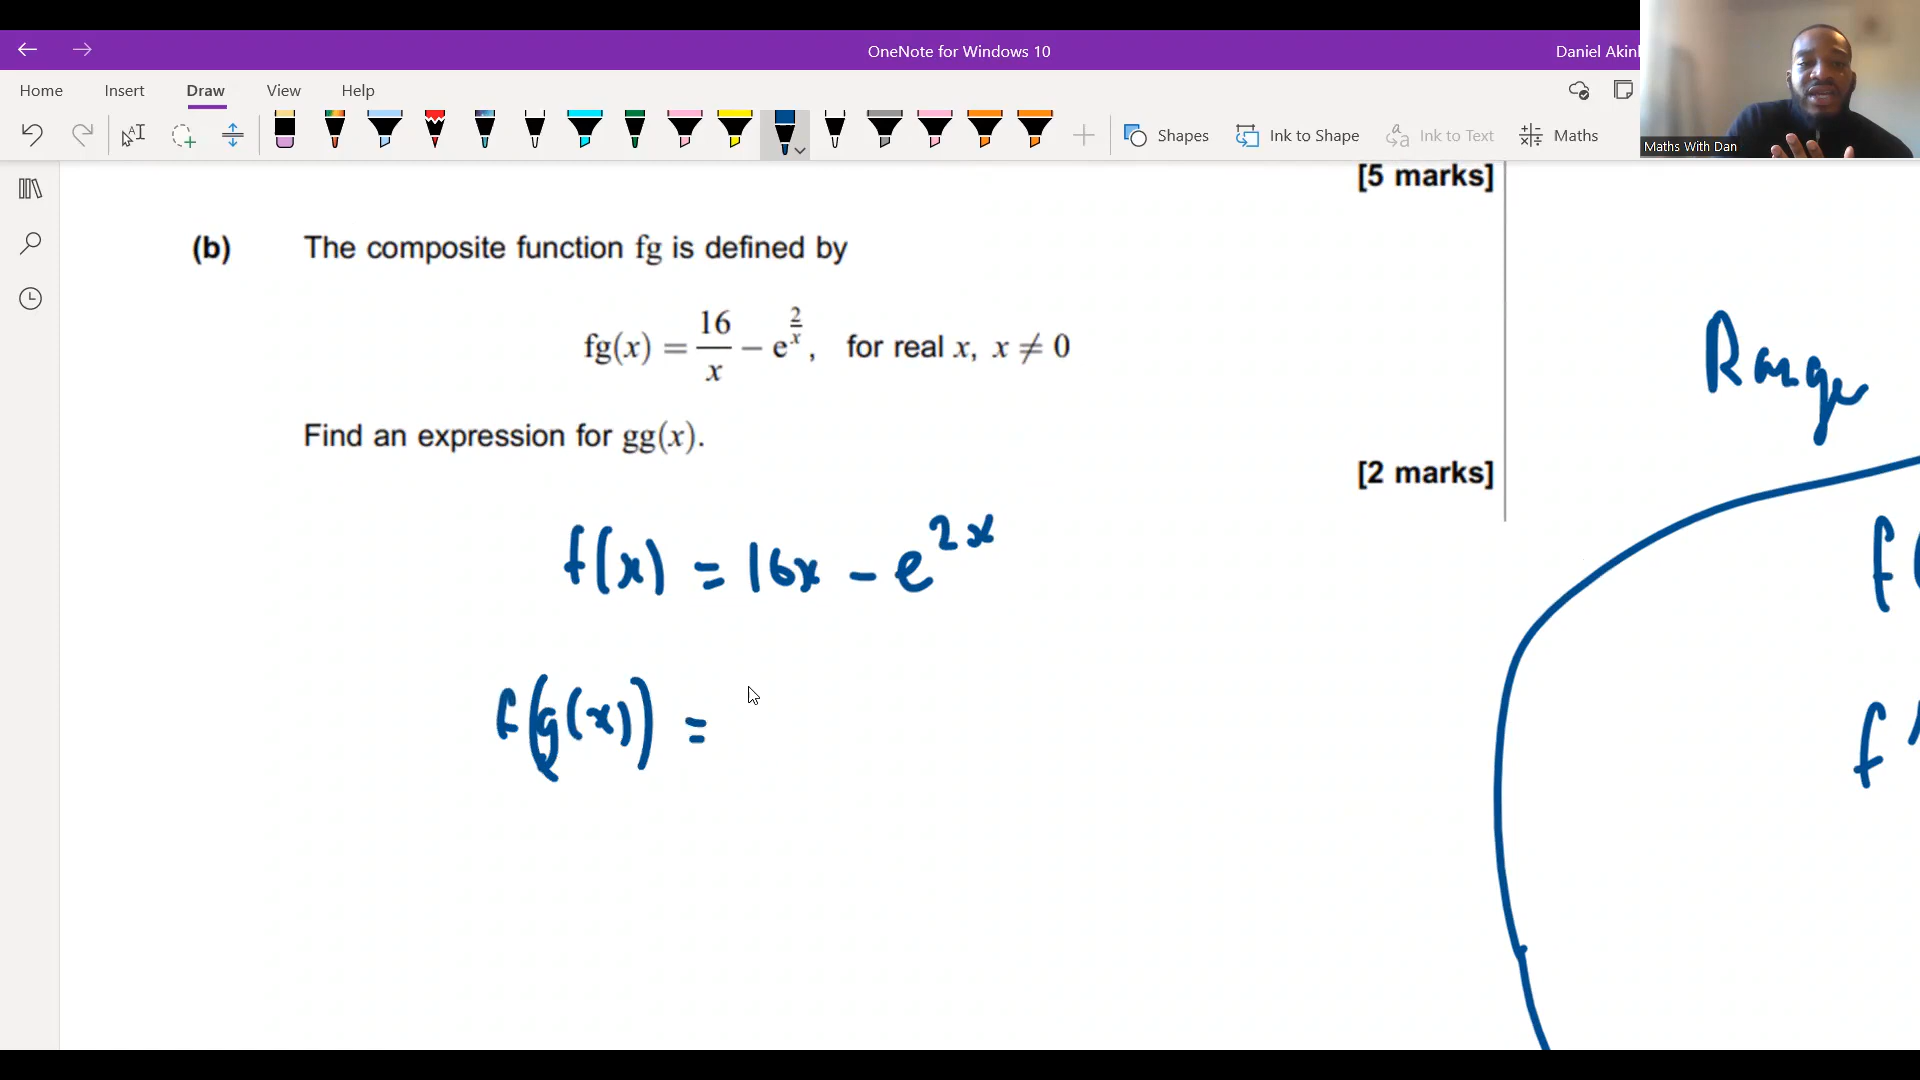 OneNote for Windows 10
Daniel Akin
Home Insert Draw View Help
Shapes Ink to Shape Ink to Text Maths
Maths With Dan
[5 marks]
(b) The composite function fg is defined by
fg(x) = 16/x − e^(2/x), for real x, x ≠ 0
Find an expression for gg(x).
[2 marks]
Range
f(x) = 16x − e^2x
f(
f(g(x)) =
f